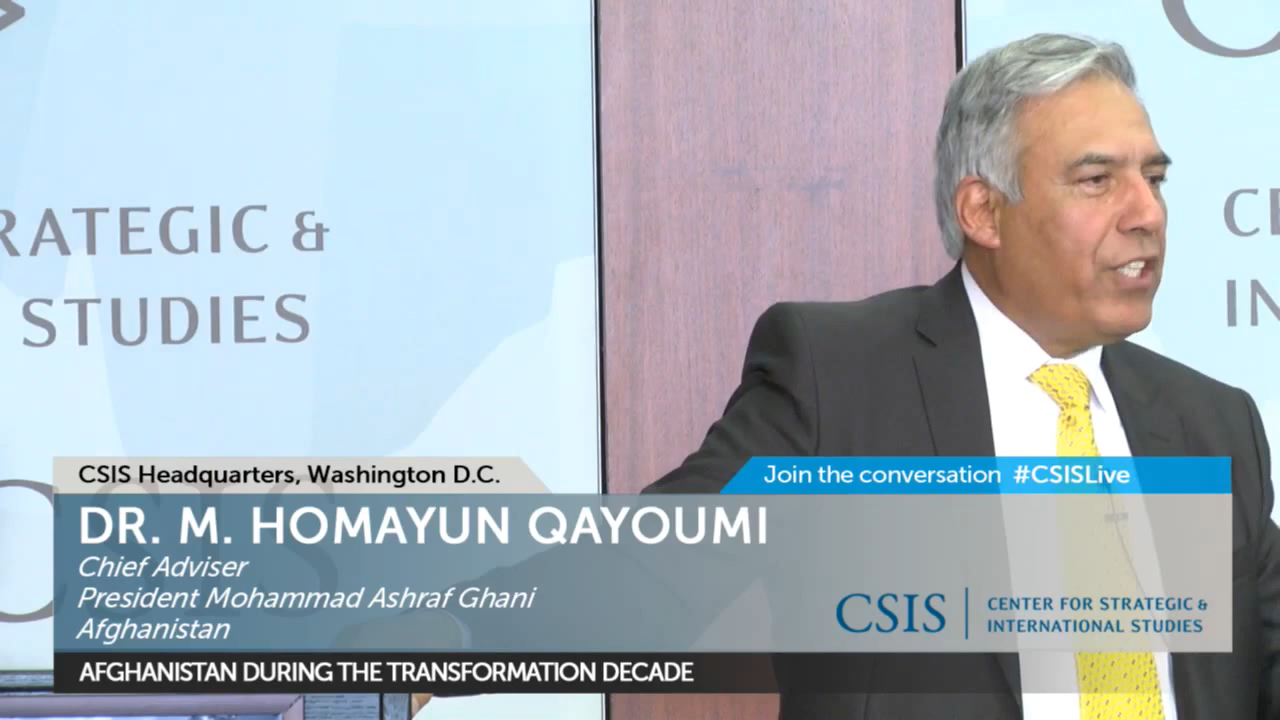 RATEGIC &
STUDIES
CSIS
CSIS Headquarters, Washington D.C.
Join the conversation #CSISLive
DR. M. HOMAYUN QAYOUMI
Chief Adviser
President Mohammad Ashraf Ghani
Afghanistan
CSIS
CENTER FOR STRATEGIC &
INTERNATIONAL STUDIES
AFGHANISTAN DURING THE TRANSFORMATION DECADE